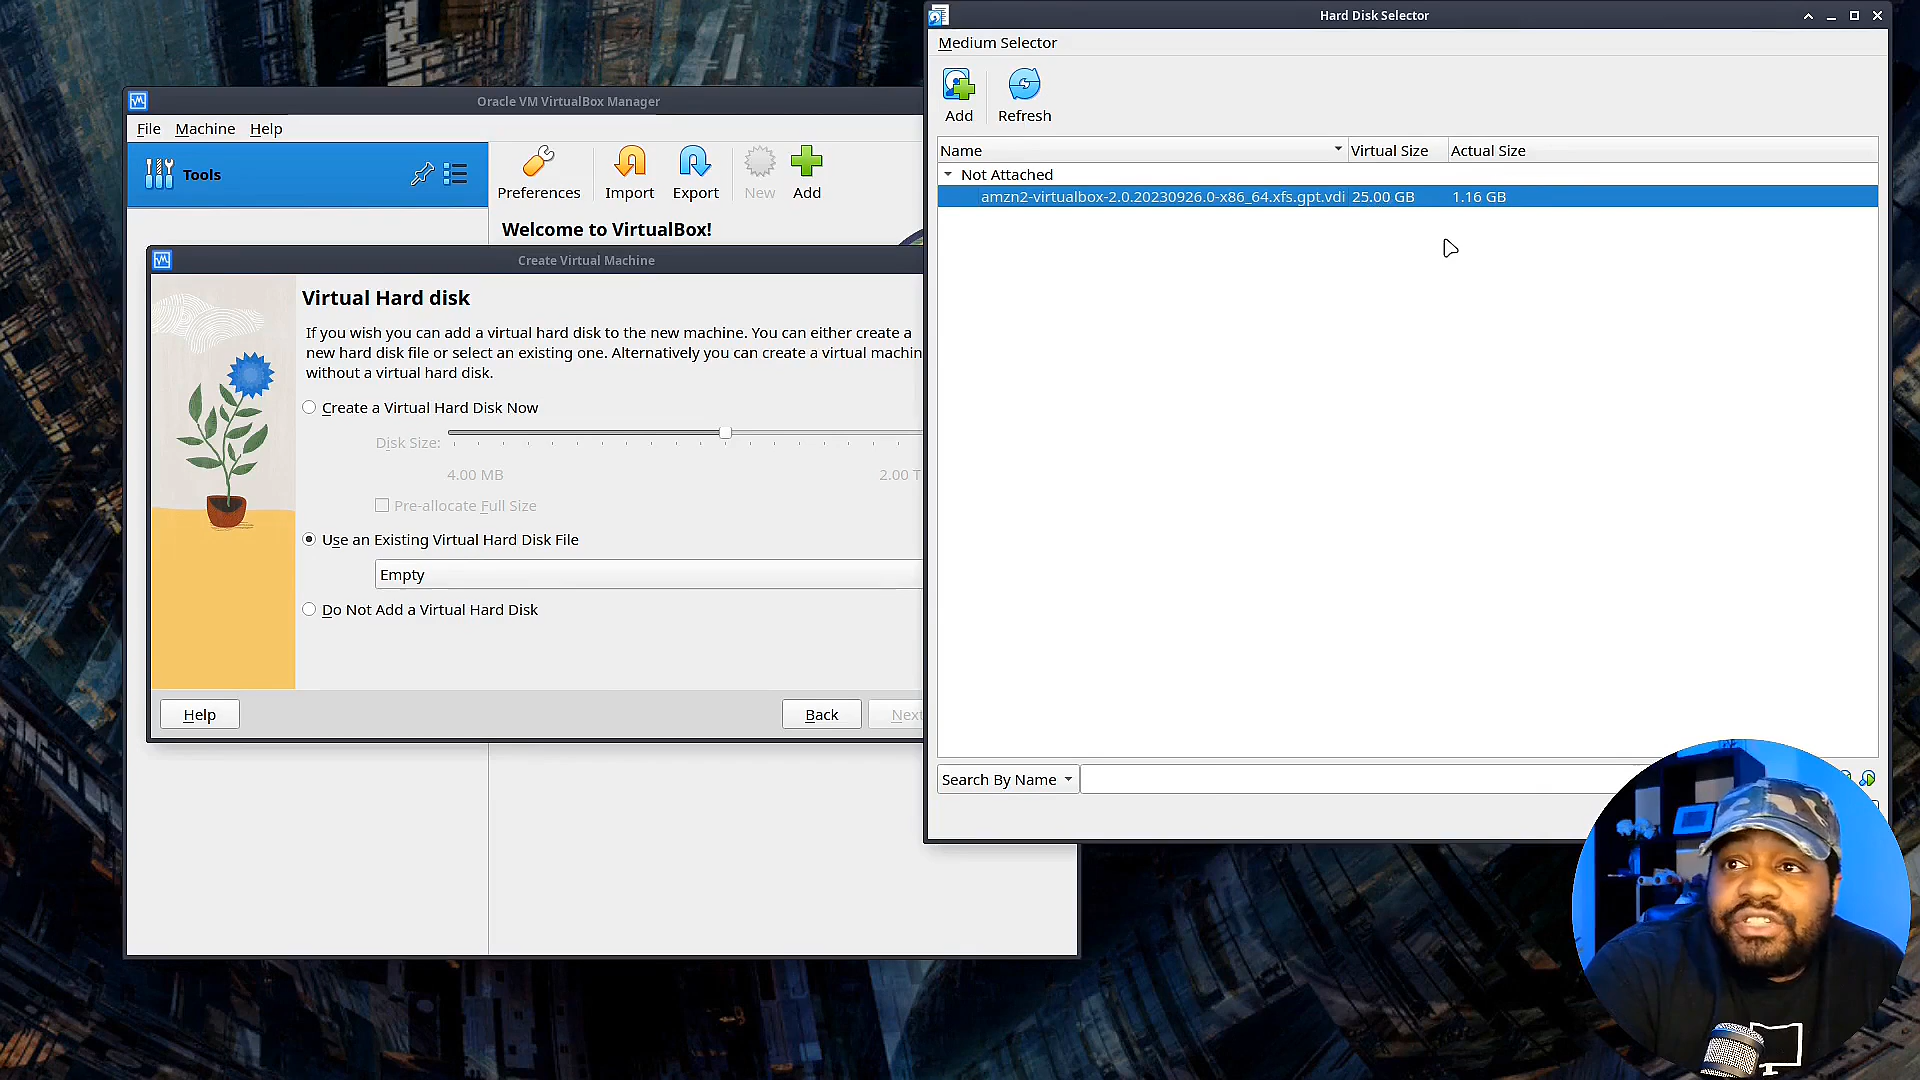 Hard Disk Selector
Medium Selector
Add
Refresh
Name
Virtual Size
Actual Size
Not Attached
amzn2-virtualbox-2.0.20230926.0-x86_64.xfs.gpt.vdi 25.00 GB 1.16 GB
Search By Name
Oracle VM VirtualBox Manager
File Machine Help
Tools
Preferences
Import
Export
New
Add
Welcome to VirtualBox!
Create Virtual Machine
Virtual Hard disk
If you wish you can add a virtual hard disk to the new machine. You can either create a
new hard disk file or select an existing one. Alternatively you can create a virtual machin
without a virtual hard disk.
Create a Virtual Hard Disk Now
Disk Size:
4.00 MB
2.00 T
Pre-allocate Full Size
Use an Existing Virtual Hard Disk File
Empty
Do Not Add a Virtual Hard Disk
Help
Back
Next